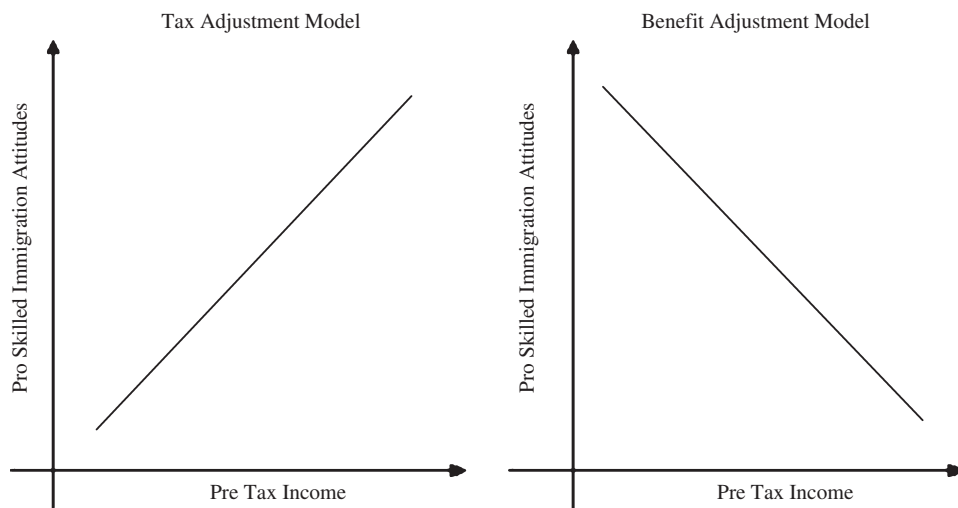 Tax Adjustment Model
Pro Skilled Immigration Attitudes
Pre Tax Income
Benefit Adjustment Model
Pro Skilled Immigration Attitudes
Pre Tax Income